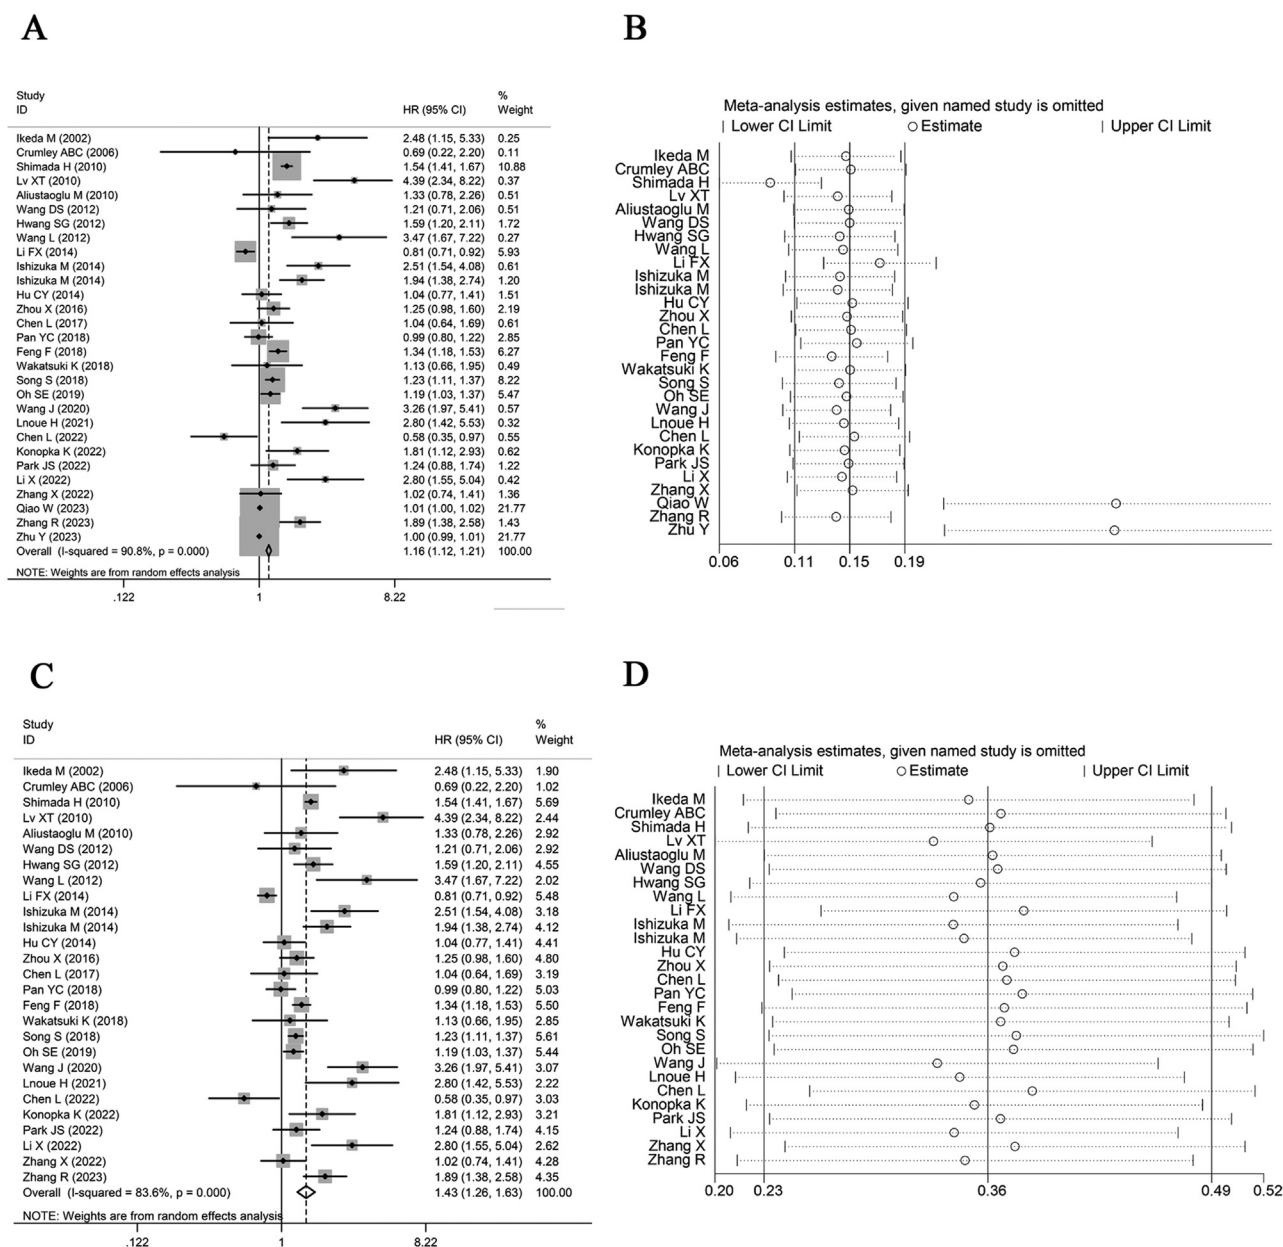 A
Study %
ID HR (95% CI) Weight
Ikeda M (2002) 2.48 (1.15, 5.33) 0.25
Crumley ABC (2006) 0.69 (0.22, 2.20) 0.11
Shimada H (2010) 1.54 (1.41, 1.67) 10.88
Lv XT (2010) 4.39 (2.34, 8.22) 0.37
Aliustaoglu M (2010) 1.33 (0.78, 2.26) 0.51
Wang DS (2012) 1.21 (0.71, 2.06) 0.51
Hwang SG (2012) 1.59 (1.20, 2.11) 1.72
Wang L (2012) 3.47 (1.67, 7.22) 0.27
Li FX (2014) 0.81 (0.71, 0.92) 5.93
Ishizuka M (2014) 2.51 (1.54, 4.08) 0.61
Ishizuka M (2014) 1.94 (1.38, 2.74) 1.20
Hu CY (2014) 1.04 (0.77, 1.41) 1.51
Zhou X (2016) 1.25 (0.98, 1.60) 2.19
Chen L (2017) 1.04 (0.64, 1.69) 0.61
Pan YC (2018) 0.99 (0.80, 1.22) 2.85
Feng F (2018) 1.34 (1.18, 1.53) 6.27
Wakatsuki K (2018) 1.13 (0.66, 1.95) 0.49
Song S (2018) 1.23 (1.11, 1.37) 8.22
Oh SE (2019) 1.19 (1.03, 1.37) 5.47
Wang J (2020) 3.26 (1.97, 5.41) 0.57
Lnoue H (2021) 2.80 (1.42, 5.53) 0.32
Chen L (2022) 0.58 (0.35, 0.97) 0.55
Konopka K (2022) 1.81 (1.12, 2.93) 0.62
Park JS (2022) 1.24 (0.88, 1.74) 1.22
Li X (2022) 2.80 (1.55, 5.04) 0.42
Zhang X (2022) 1.02 (0.74, 1.41) 1.36
Qiao W (2023) 1.01 (1.00, 1.02) 21.77
Zhang R (2023) 1.89 (1.38, 2.58) 1.43
Zhu Y (2023) 1.00 (0.99, 1.01) 21.77
Overall (I-squared = 90.8%, p = 0.000) 1.16 (1.12, 1.21) 100.00
NOTE: Weights are from random effects analysis
.122 1 8.22
B
Meta-analysis estimates, given named study is omitted
Lower CI Limit Estimate Upper CI Limit
Ikeda M
Crumley ABC
Shimada H
Lv XT
Aliustaoglu M
Wang DS
Hwang SG
Wang L
Li FX
Ishizuka M
Ishizuka M
Hu CY
Zhou X
Chen L
Pan YC
Feng F
Wakatsuki K
Song S
Oh SE
Wang J
Lnoue H
Chen L
Konopka K
Park JS
Li X
Zhang X
Qiao W
Zhang R
Zhu Y
0.06 0.11 0.15 0.19
C
Study %
ID HR (95% CI) Weight
Ikeda M (2002) 2.48 (1.15, 5.33) 1.90
Crumley ABC (2006) 0.69 (0.22, 2.20) 1.02
Shimada H (2010) 1.54 (1.41, 1.67) 5.69
Lv XT (2010) 4.39 (2.34, 8.22) 2.44
Aliustaoglu M (2010) 1.33 (0.78, 2.26) 2.92
Wang DS (2012) 1.21 (0.71, 2.06) 2.92
Hwang SG (2012) 1.59 (1.20, 2.11) 4.55
Wang L (2012) 3.47 (1.67, 7.22) 2.02
Li FX (2014) 0.81 (0.71, 0.92) 5.48
Ishizuka M (2014) 2.51 (1.54, 4.08) 3.18
Ishizuka M (2014) 1.94 (1.38, 2.74) 4.12
Hu CY (2014) 1.04 (0.77, 1.41) 4.41
Zhou X (2016) 1.25 (0.98, 1.60) 4.80
Chen L (2017) 1.04 (0.64, 1.69) 3.19
Pan YC (2018) 0.99 (0.80, 1.22) 5.03
Feng F (2018) 1.34 (1.18, 1.53) 5.50
Wakatsuki K (2018) 1.13 (0.66, 1.95) 2.85
Song S (2018) 1.23 (1.11, 1.37) 5.61
Oh SE (2019) 1.19 (1.03, 1.37) 5.44
Wang J (2020) 3.26 (1.97, 5.41) 3.07
Lnoue H (2021) 2.80 (1.42, 5.53) 2.22
Chen L (2022) 0.58 (0.35, 0.97) 3.03
Konopka K (2022) 1.81 (1.12, 2.93) 3.21
Park JS (2022) 1.24 (0.88, 1.74) 4.15
Li X (2022) 2.80 (1.55, 5.04) 2.62
Zhang X (2022) 1.02 (0.74, 1.41) 4.28
Zhang R (2023) 1.89 (1.38, 2.58) 4.35
Overall (I-squared = 83.6%, p = 0.000) 1.43 (1.26, 1.63) 100.00
NOTE: Weights are from random effects analysis
.122 1 8.22
D
Meta-analysis estimates, given named study is omitted
Lower CI Limit Estimate Upper CI Limit
Ikeda M
Crumley ABC
Shimada H
Lv XT
Aliustaoglu M
Wang DS
Hwang SG
Wang L
Li FX
Ishizuka M
Ishizuka M
Hu CY
Zhou X
Chen L
Pan YC
Feng F
Wakatsuki K
Song S
Oh SE
Wang J
Lnoue H
Chen L
Konopka K
Park JS
Li X
Zhang X
Zhang R
0.20 0.23 0.36 0.49 0.52